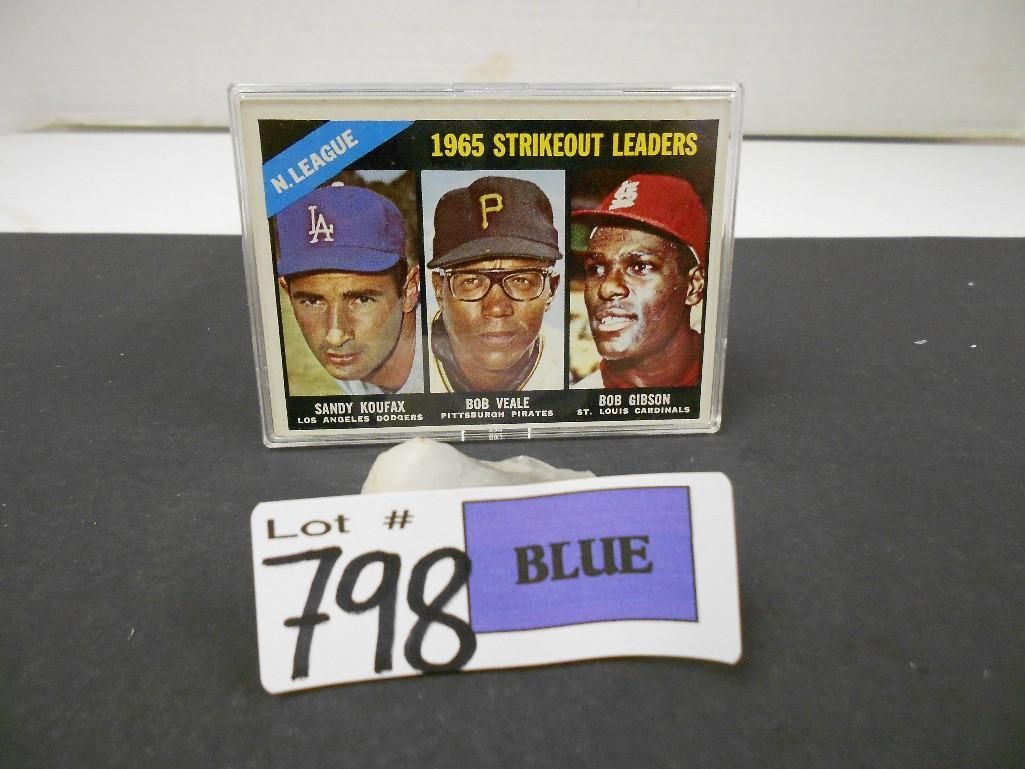 N. LEAGUE
1965 STRIKEOUT LEADERS
LA
P
STL
SANDY KOUFAX
LOS ANGELES DODGERS
BOB VEALE
PITTSBURGH PIRATES
BOB GIBSON
ST. LOUIS CARDINALS
Lot #
798
BLUE